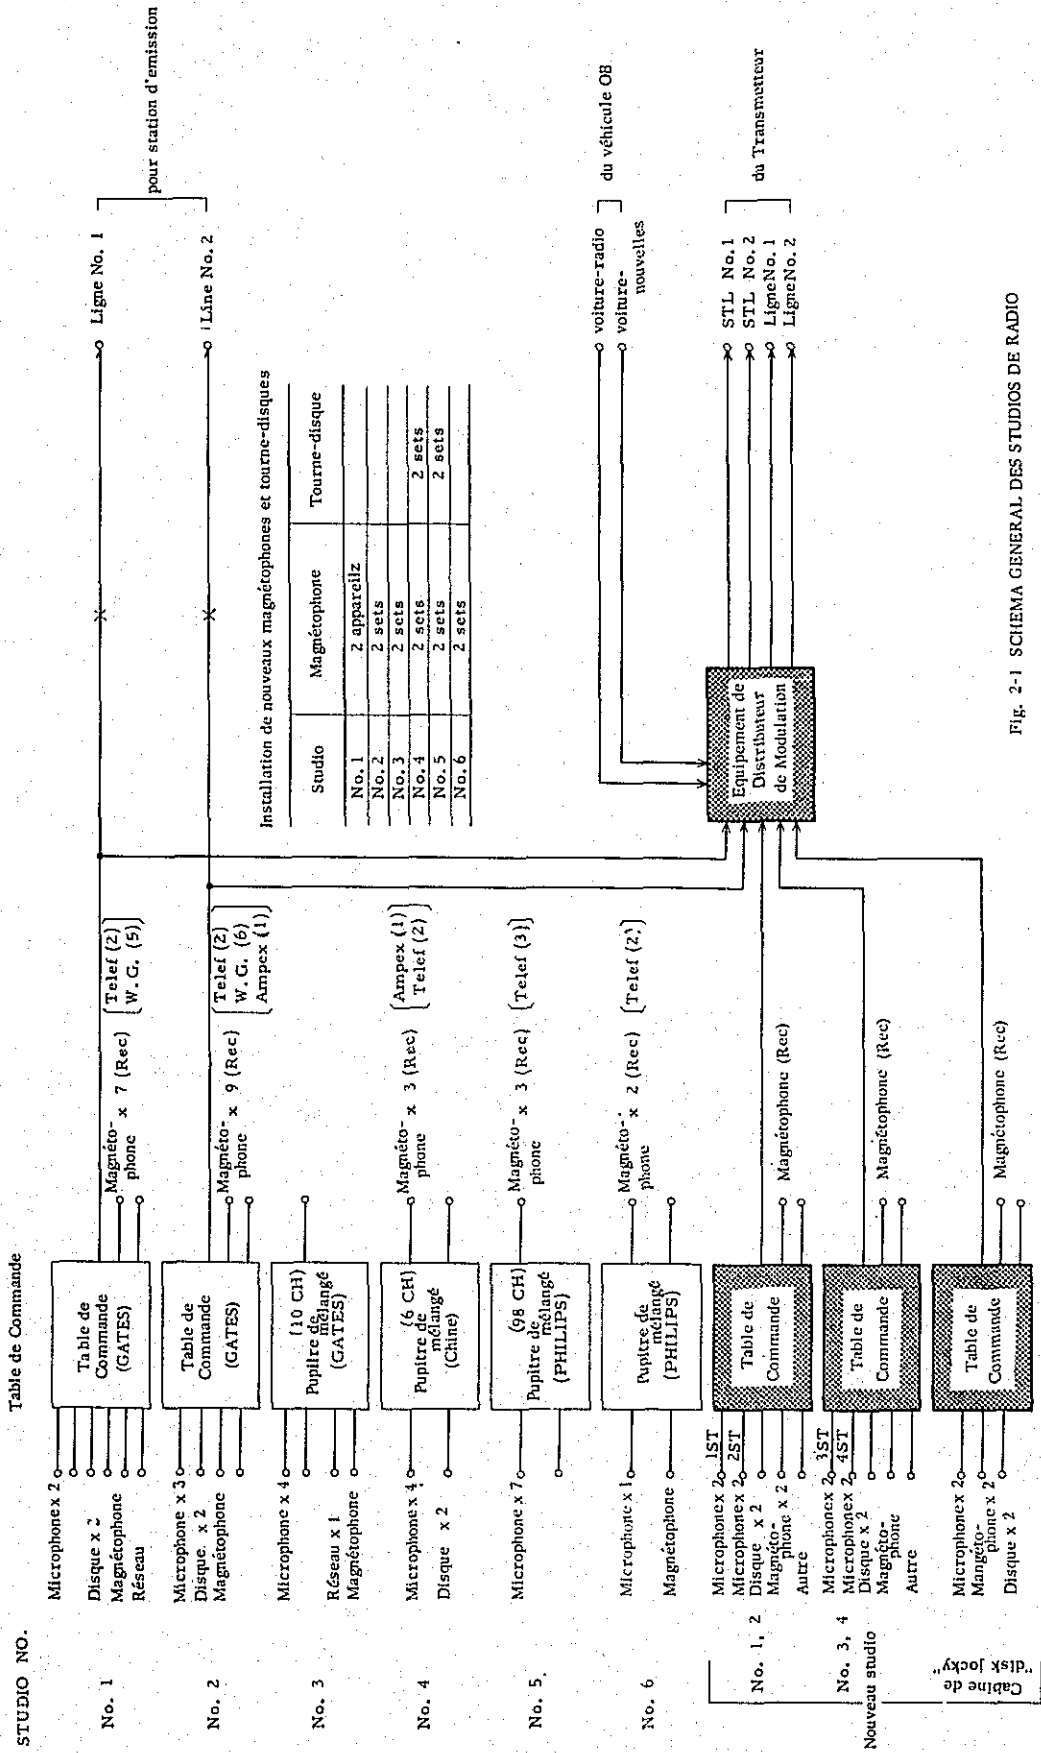 STUDIO NO.
Table de Commande
No. 1
Microphone x 2
Disque x 2
Magnétophone
Réseau
Table de
Commande
(GATES)
Magnéto-
phone
x 7 (Rec)
Telef (2)
W.G. (5)
Ligne No. 1
No. 2
Microphone x 3
Disque. x 2
Magnétophone
Table de
Commande
(GATES)
Magnéto-
phone
x 9 (Rec)
Telef (2)
W.G. (6)
Ampex (1)
Line No. 2
pour station d'emission
No. 3
Microphone x 4
Réseau x 1
Magnétophone
(10 CH)
Pupitre de
mélangé
(GATES)
No. 4
Microphone x 4
Disque x 2
(6 CH)
Pupitre de
mélangé
(Chine)
Magnéto-
phone
x 3 (Rec)
Ampex (1)
Telef (2)
No. 5.
Microphone x 7
(98 CH)
Pupitre de
mélangé
(PHILIPS)
Magnéto-
phone
x 3 (Rec)
Telef (3)
No. 6
Microphone x 1
Magnétophone
Pupitre de
mélangé
(PHILIPS)
Magnéto-
phone
x 2 (Rec)
Telef (2)
Installation de nouveaux magnétophones et tourne-disques
Studio Magnétophone Tourne-disque
No.1 2 appareilz
No.2 2 sets
No.3 2 sets
No.4 2 sets 2 sets
No.5 2 sets 2 sets
No.6 2 sets
Nouveau studio
No. 1, 2
Microphone x 2
1ST
Microphone x 2
2ST
Disque x 2
Magnéto-
phone x 2
Autre
Table de
Commande
Magnétophone (Rec)
No. 3, 4
Microphone x 2
3ST
Microphone x 2
4ST
Disque x 2
Magnéto-
phone
Autre
Table de
Commande
Magnétophone (Rec)
Cabine de
"disk jocky"
Microphone x 2
Mangéto-
phone x 2
Disque x 2
Table de
Commande
Magnétophone (Rec)
Equipement de
Distributeur
de Modulation
voiture-radio
voiture-
nouvelles
du véhicule OB
STL No.1
STL No. 2
Ligne No. 1
Ligne No. 2
du Transmetteur
Fig. 2-1 SCHEMA GENERAL DES STUDIOS DE RADIO